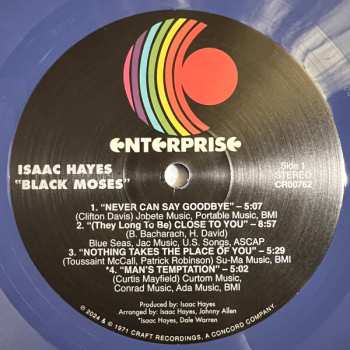 ENTERPRISE
ISAAC HAYES
"BLACK MOSES"
Side 1
STEREO
CR00762
1. "NEVER CAN SAY GOODBYE" – 5:07
(Clifton Davis) Jobete Music, Portable Music, BMI
2. "(They Long To Be) CLOSE TO YOU" – 8:59
(B. Bacharach, H. David)
Blue Seas, Jac Music, U.S. Songs, ASCAP
3. "NOTHING TAKES THE PLACE OF YOU" – 5:29
(Toussaint McCall, Patrick Robinson) Su-Ma Music, BMI
*4. "MAN'S TEMPTATION" – 5:02
(Curtis Mayfield) Curtom Music,
Conrad Music, Ada Music, BMI
Produced by: Isaac Hayes
Arranged by: Isaac Hayes, Johnny Allen
*Isaac Hayes, Dale Warren
℗ 2024 & © 1971 CRAFT RECORDINGS, A CONCORD COMPANY.